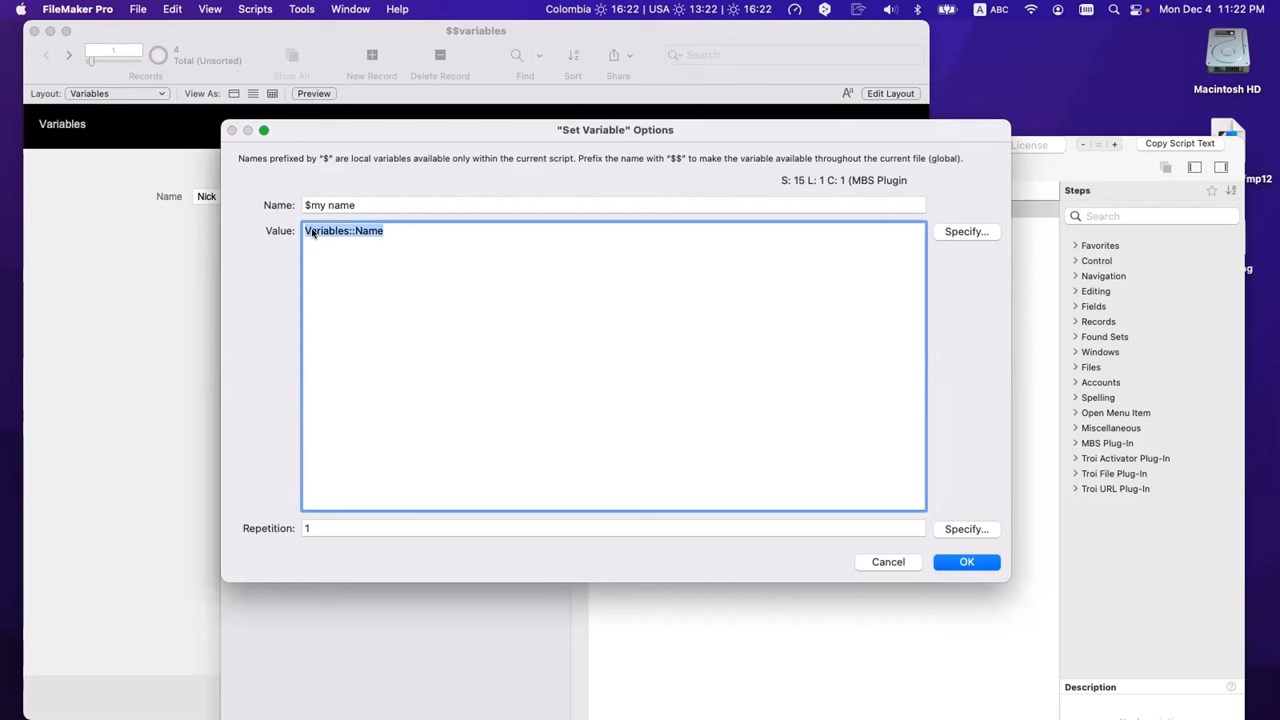 FileMaker Pro File Edit View Scripts Tools Window Help Colombia 16:22 | USA 13:22 | 16:22 ABC Mon Dec 4 11:22 PM
$$variables
1
4
Total (Unsorted)
Search
Records Show All New Record Delete Record Find Sort Share
Layout: Variables View As: Preview Edit Layout
Macintosh HD
Variables
"Set Variable" Options
Names prefixed by "$" are local variables available only within the current script. Prefix the name with "$$" to make the variable available throughout the current file (global).
License - = + Copy Script Text
mp12
S: 15 L: 1 C: 1 (MBS Plugin
Steps
Name Nick
Name: $my name
Search
Value: Variables::Name Specify...
Favorites
Control
Navigation
Editing
Fields
Records
Found Sets
Windows
Files
Accounts
Spelling
Open Menu Item
Miscellaneous
MBS Plug-In
Troi Activator Plug-In
Troi File Plug-In
Troi URL Plug-In
Repetition: 1 Specify...
Cancel OK
Description